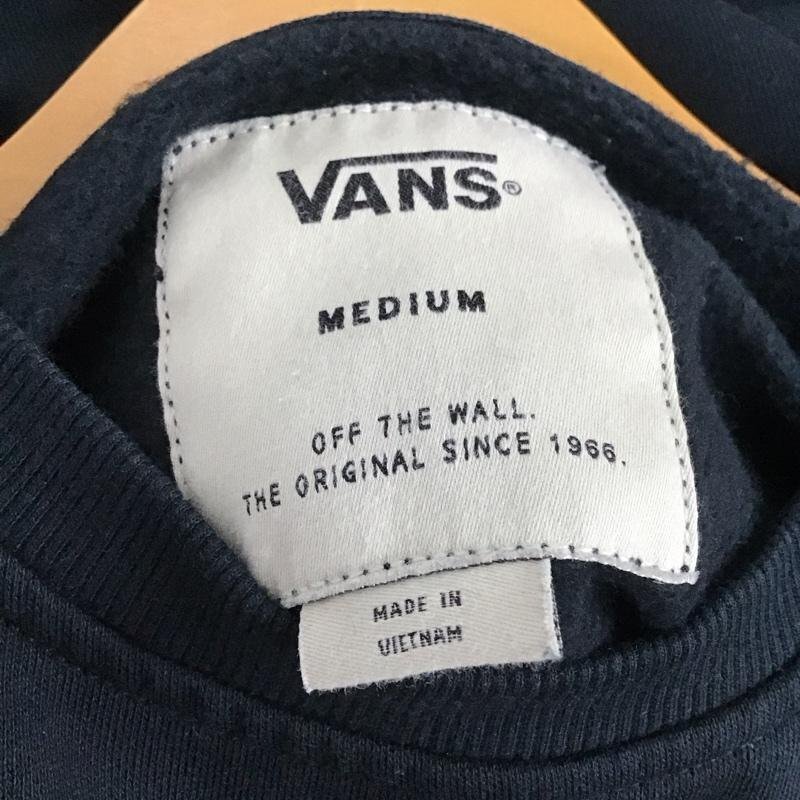 VANS®
MEDIUM
OFF THE WALL.
THE ORIGINAL SINCE 1966.
MADE IN
VIETNAM